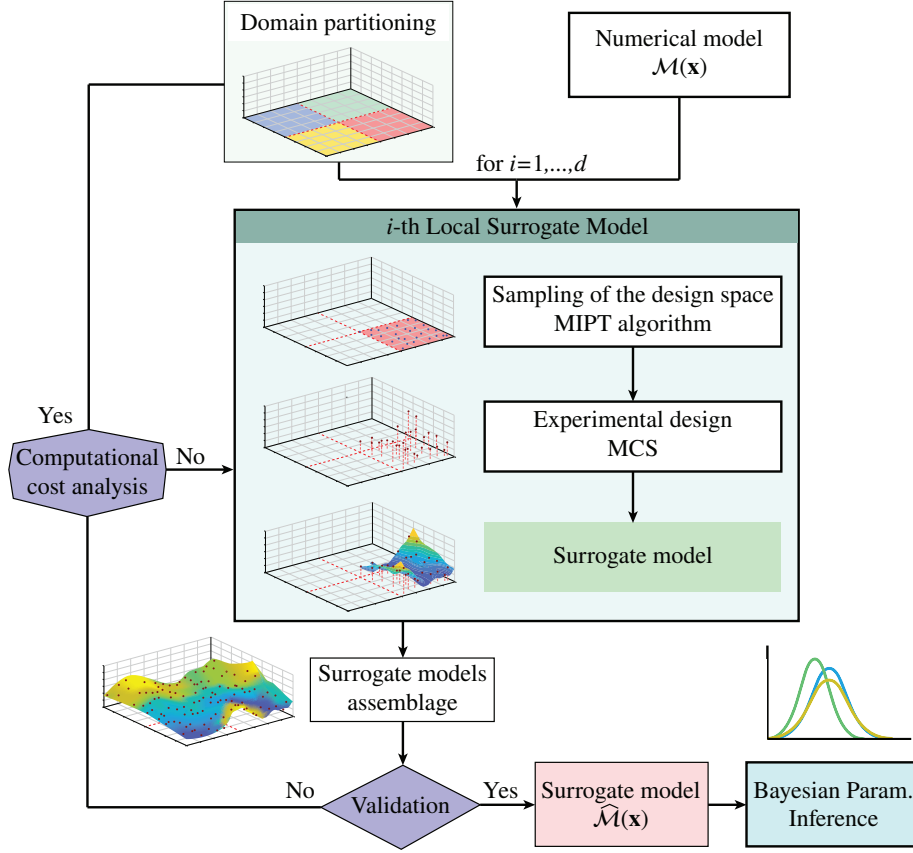 Domain partitioning
Numerical model
ℳ(x)
for i=1,...,d
i-th Local Surrogate Model
Sampling of the design space
MIPT algorithm
Experimental design
MCS
Surrogate model
Yes
Computational
cost analysis
No
Surrogate models
assemblage
No
Validation
Yes
Surrogate model
ℳ̂(x)
Bayesian Param.
Inference